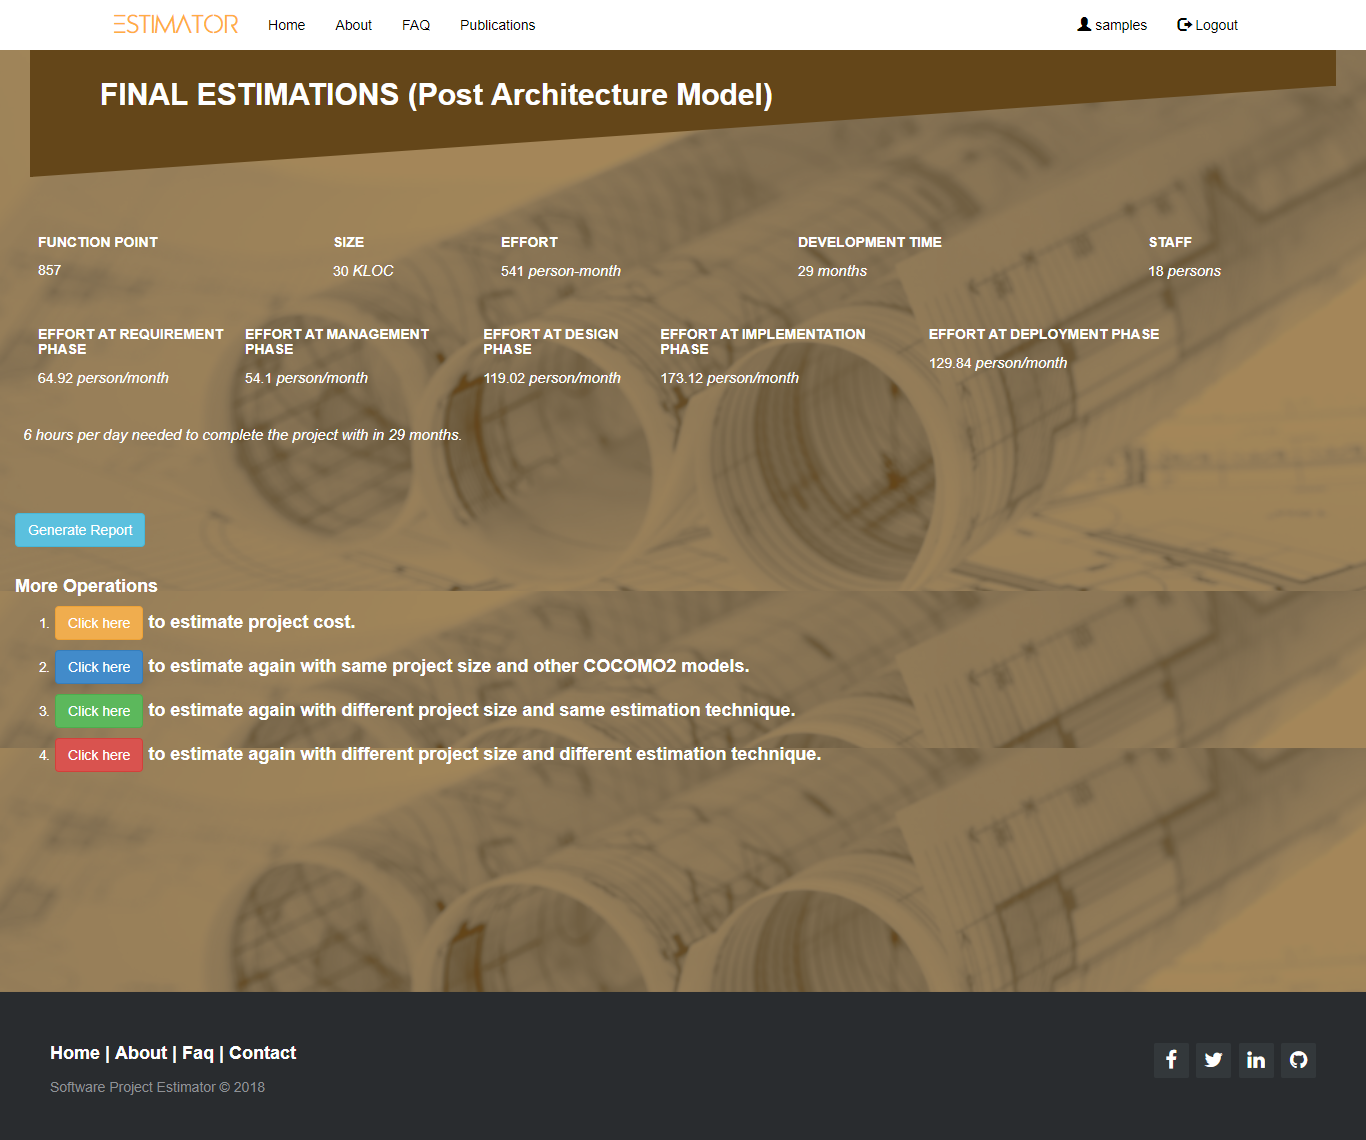 ESTIMATOR Home About FAQ Publications samples Logout
FINAL ESTIMATIONS (Post Architecture Model)
FUNCTION POINT SIZE EFFORT DEVELOPMENT TIME STAFF
857 30 KLOC 541 person-month 29 months 18 persons
EFFORT AT REQUIREMENT EFFORT AT MANAGEMENT EFFORT AT DESIGN EFFORT AT IMPLEMENTATION EFFORT AT DEPLOYMENT PHASE
PHASE PHASE PHASE PHASE
64.92 person/month 54.1 person/month 119.02 person/month 173.12 person/month 129.84 person/month
6 hours per day needed to complete the project with in 29 months.
Generate Report
More Operations
1. Click here to estimate project cost.
2. Click here to estimate again with same project size and other COCOMO2 models.
3. Click here to estimate again with different project size and same estimation technique.
4. Click here to estimate again with different project size and different estimation technique.
Home | About | Faq | Contact
Software Project Estimator © 2018